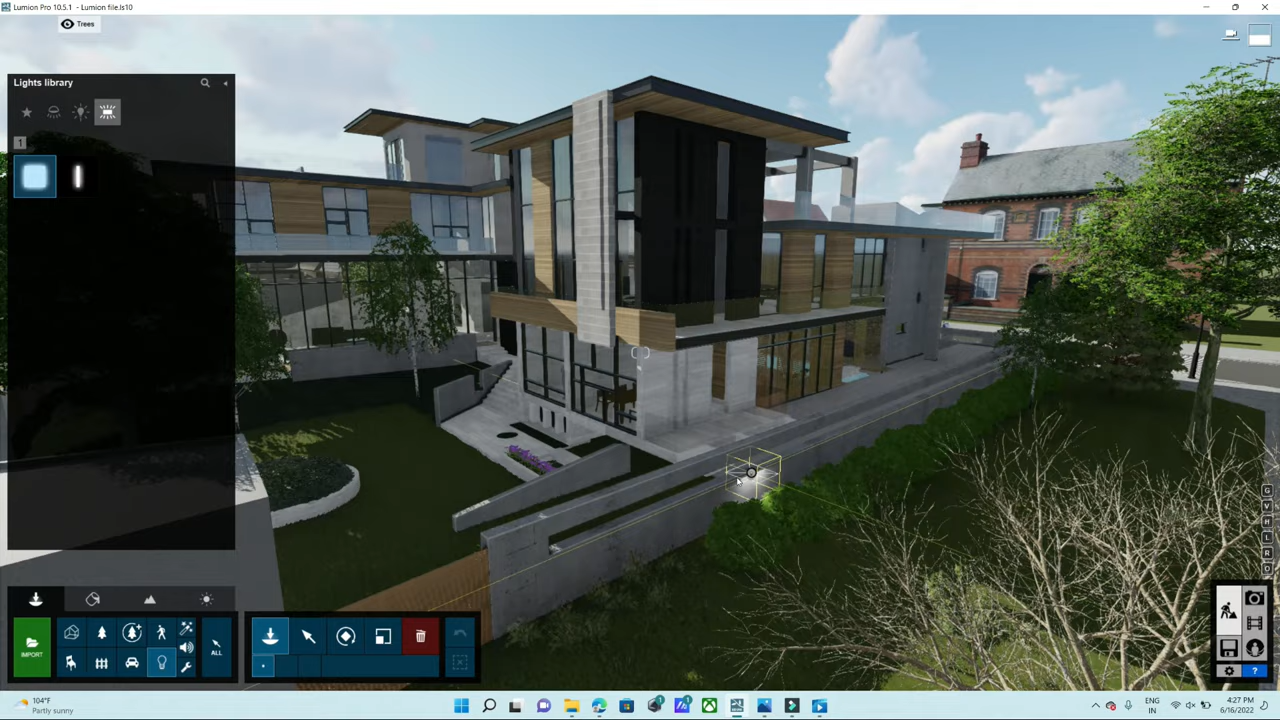 Lumion Pro 10.5.1 - Lumion file.ls10
Trees
Lights library
1
IMPORT
ALL
G
V
H
L
R
?
104°F
Partly sunny
ENG
IN
4:27 PM
6/16/2022